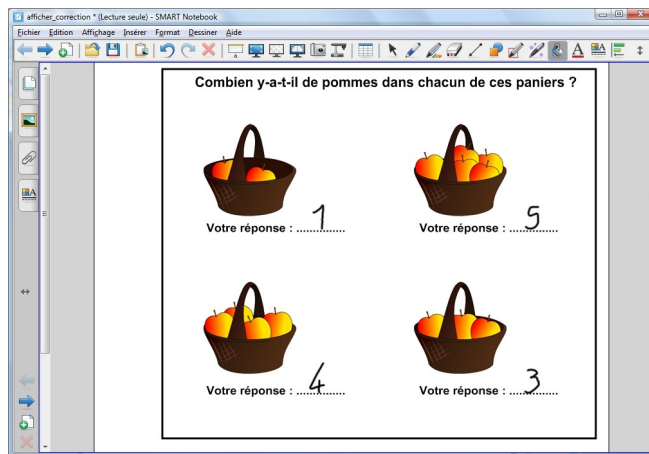 afficher_correction * (Lecture seule) - SMART Notebook
Fichier Edition Affichage Insérer Format Dessiner Aide
Combien y-a-t-il de pommes dans chacun de ces paniers ?
Votre réponse : ............... 1
Votre réponse : ............... 5
Votre réponse : ............... 4
Votre réponse : ............... 3